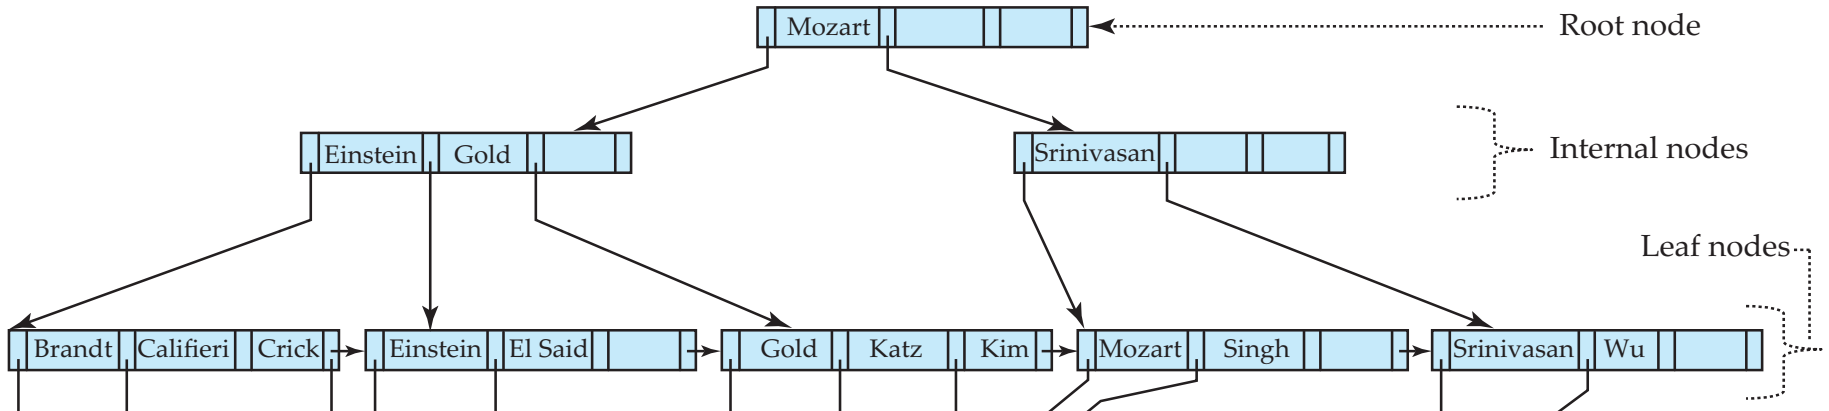 Mozart
Root node
Einstein Gold
Srinivasan
Internal nodes
Leaf nodes
Brandt Califieri Crick Einstein El Said Gold Katz Kim Mozart Singh Srinivasan Wu